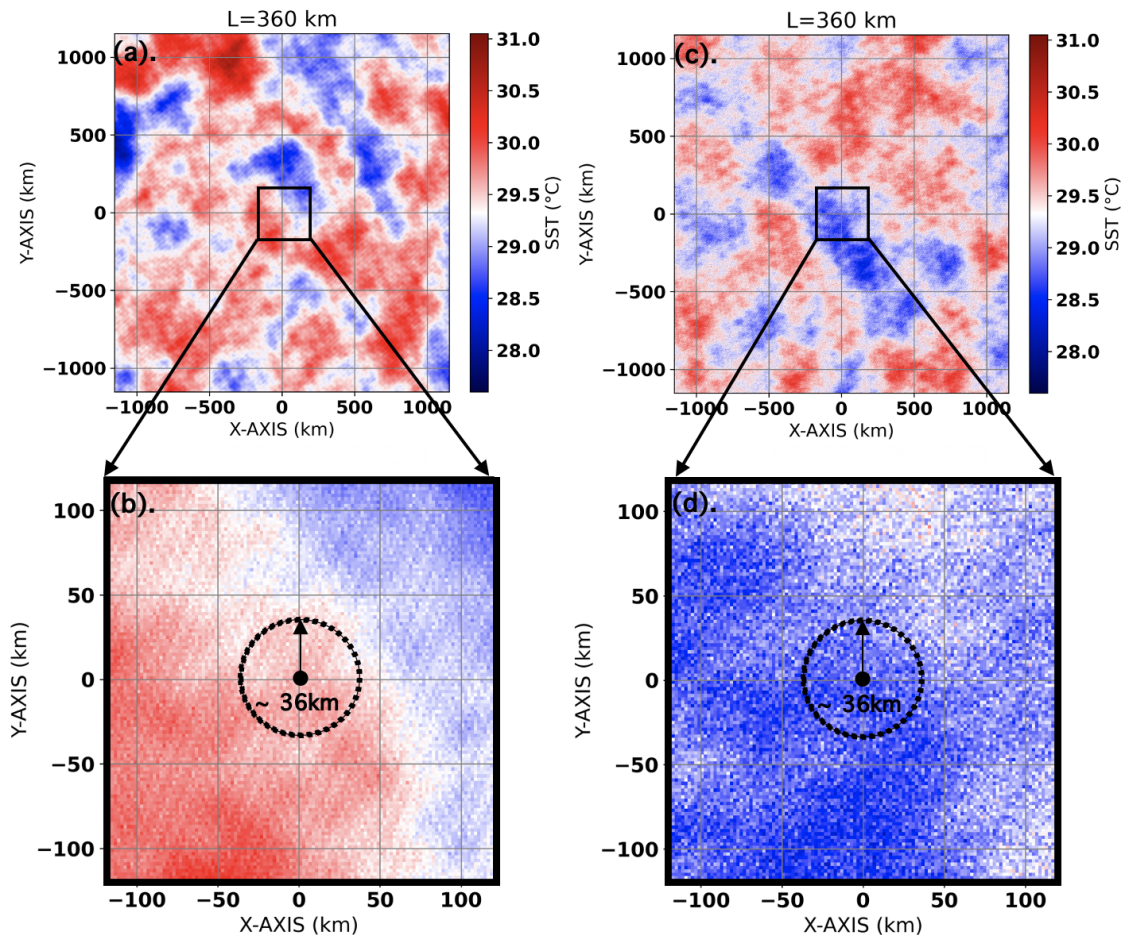 L=360 km
(a).
1000
500
0
−500
−1000
Y-AXIS (km)
−1000 −500 0 500 1000
X-AXIS (km)
31.0
30.5
30.0
29.5
29.0
28.5
28.0
SST (°C)
L=360 km
(c).
1000
500
0
−500
−1000
Y-AXIS (km)
−1000 −500 0 500 1000
X-AXIS (km)
31.0
30.5
30.0
29.5
29.0
28.5
28.0
SST (°C)
(b).
100
50
0
−50
−100
Y-AXIS (km)
~ 36km
−100 −50 0 50 100
X-AXIS (km)
(d).
100
50
0
−50
−100
Y-AXIS (km)
~ 36km
−100 −50 0 50 100
X-AXIS (km)